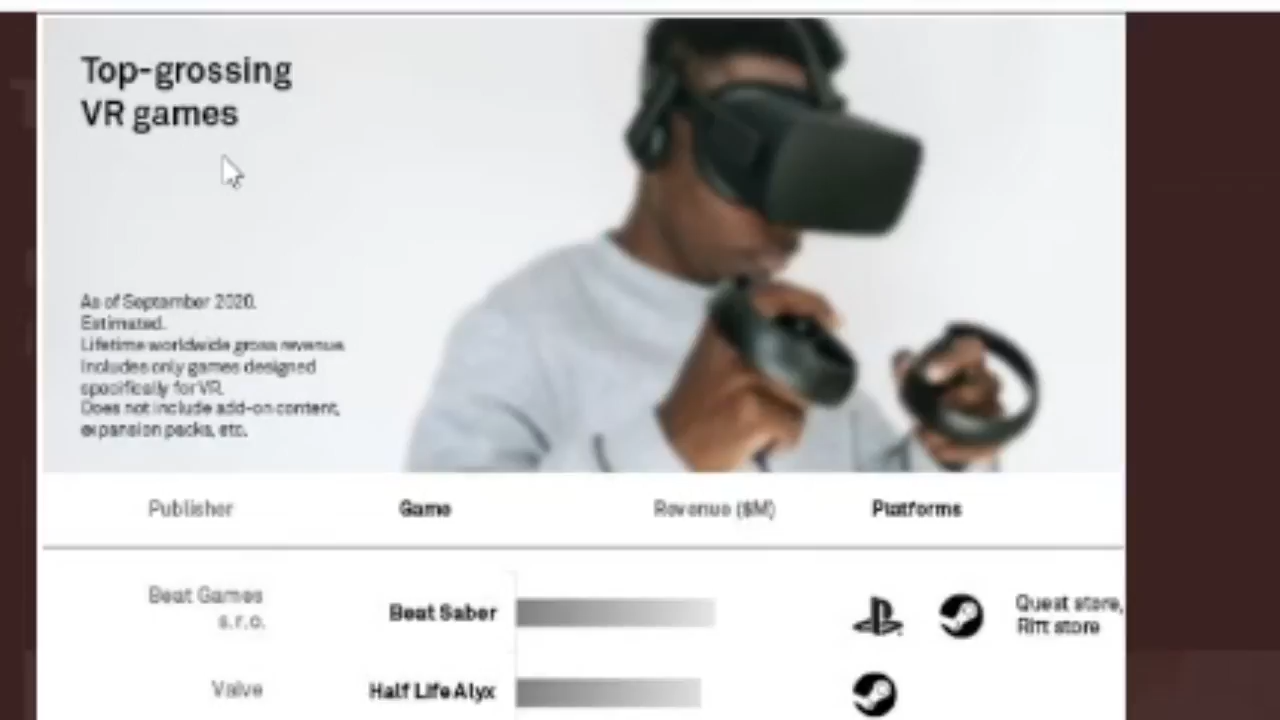 Top-grossing
VR games
As of September 2020.
Estimated.
Lifetime worldwide gross revenue.
Includes only games designed
specifically for VR.
Does not include add-on content,
expansion packs, etc.
Publisher Game Revenue ($M) Platforms
Beat Games
s.r.o.
Beat Saber
Quest store,
Rift store
Valve Half Life Alyx